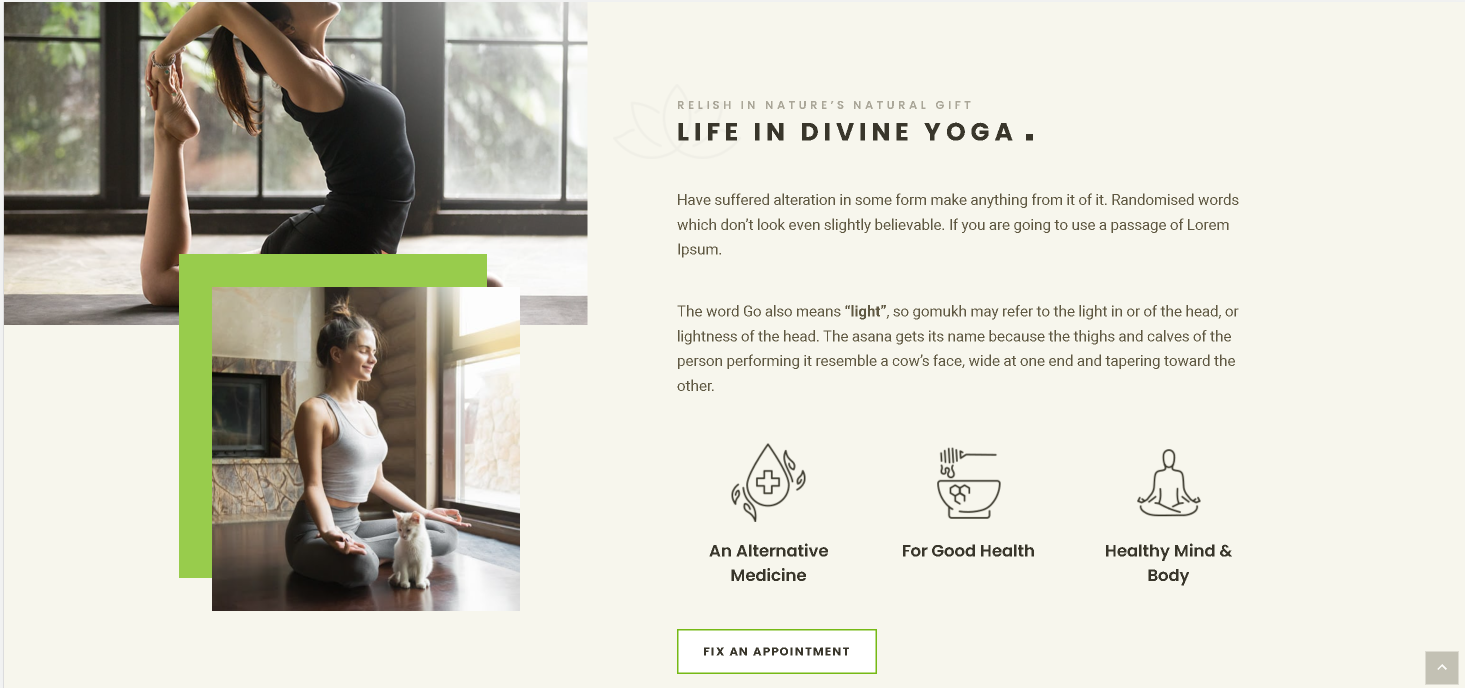 RELISH IN NATURE’S NATURAL GIFT
LIFE IN DIVINE YOGA .
Have suffered alteration in some form make anything from it of it. Randomised words
which don’t look even slightly believable. If you are going to use a passage of Lorem
Ipsum.
The word Go also means “light”, so gomukh may refer to the light in or of the head, or
lightness of the head. The asana gets its name because the thighs and calves of the
person performing it resemble a cow’s face, wide at one end and tapering toward the
other.
An Alternative
Medicine
For Good Health
Healthy Mind &
Body
FIX AN APPOINTMENT